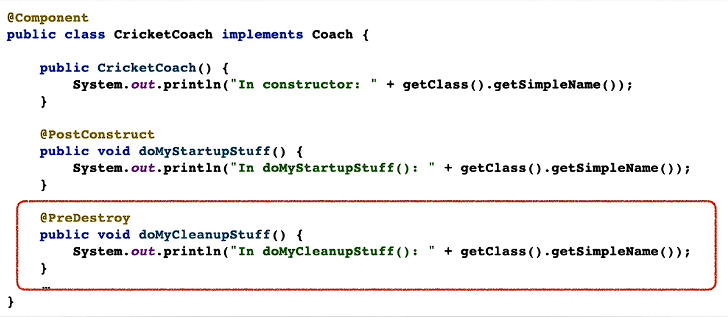 @Component
public class CricketCoach implements Coach {
public CricketCoach() {
System.out.println("In constructor: " + getClass().getSimpleName());
}
@PostConstruct
public void doMyStartupStuff() {
System.out.println("In doMyStartupStuff(): " + getClass().getSimpleName());
}
@PreDestroy
public void doMyCleanupStuff() {
System.out.println("In doMyCleanupStuff(): " + getClass().getSimpleName());
}
…
}